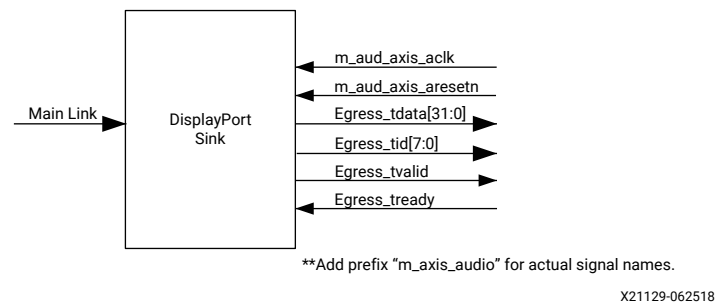 m_aud_axis_aclk
m_aud_axis_aresetn
Main Link
Egress_tdata[31:0]
DisplayPort
Sink
Egress_tid[7:0]
Egress_tvalid
Egress_tready
**Add prefix “m_axis_audio” for actual signal names.
X21129-062518